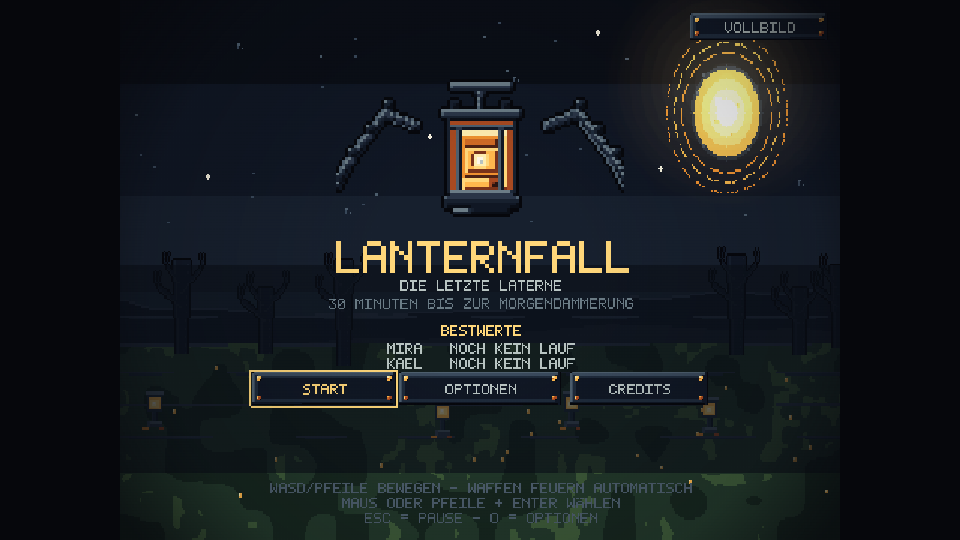 VOLLBILD
LANTERNFALL
DIE LETZTE LATERNE
30 MINUTEN BIS ZUR MORGENDAMMERUNG
BESTWERTE
MIRA NOCH KEIN LAUF
KAEL NOCH KEIN LAUF
START OPTIONEN CREDITS
WASD/PFEILE BEWEGEN - WAFFEN FEUERN AUTOMATISCH
MAUS ODER PFEILE + ENTER WAHLEN
ESC = PAUSE - O = OPTIONEN